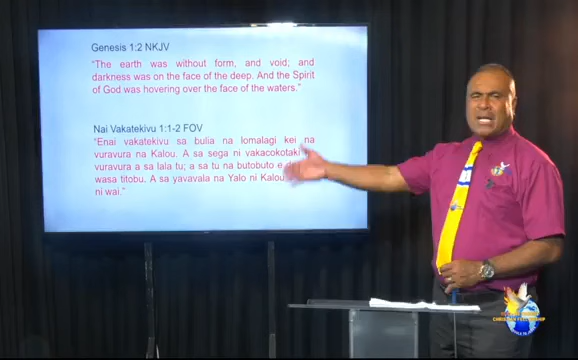 Genesis 1:2 NKJV
"The earth was without form, and void; and
darkness was on the face of the deep. And the Spirit
of God was hovering over the face of the waters."
Nai Vakatekivu 1:1-2 FOV
"Enai vakatekivu sa bulia na lomalagi kei na
vuravura na Kalou. A sa sega ni vakacokotaki
vuravura a sa lala tu; a sa tu na butobuto e
wasa titobu. A sa yavavala na Yalo ni Kalou
ni wai."
CHRISTIAN FELLOWSHIP